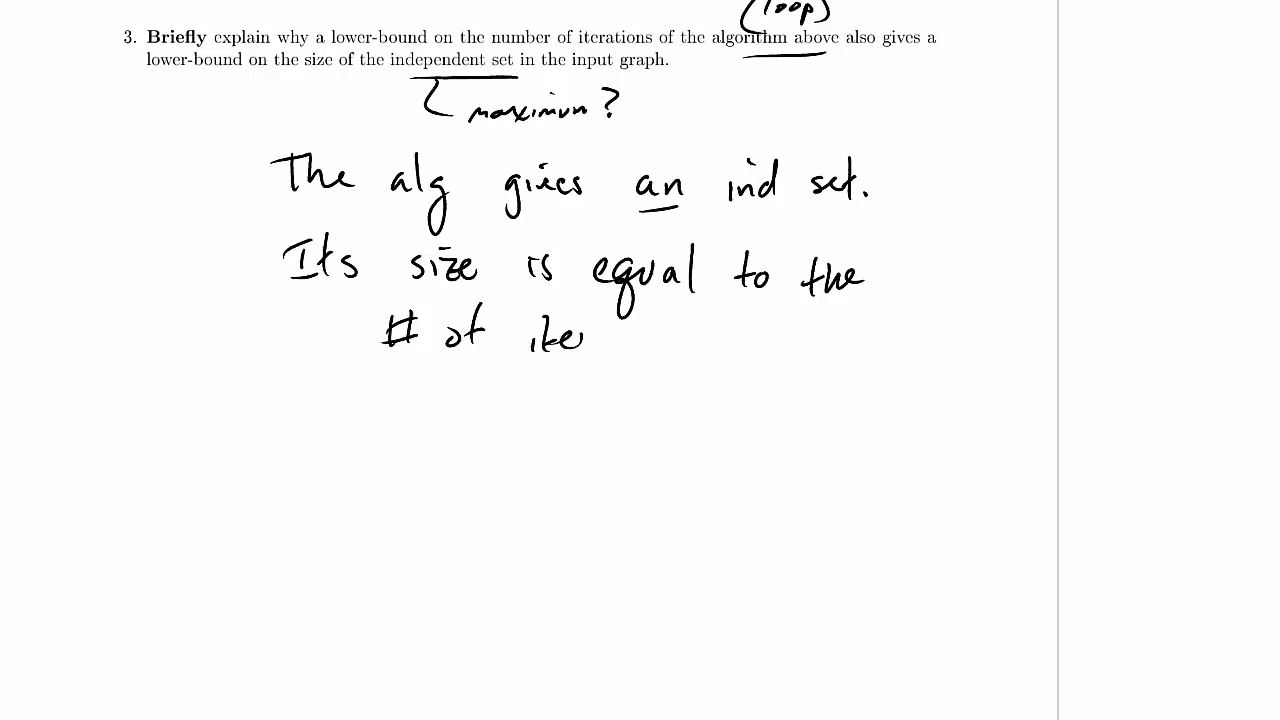 (loop)
3. Briefly explain why a lower-bound on the number of iterations of the algorithm above also gives a
lower-bound on the size of the independent set in the input graph.
maximum?
The alg gives an ind set.
Its size is equal to the
# of ite